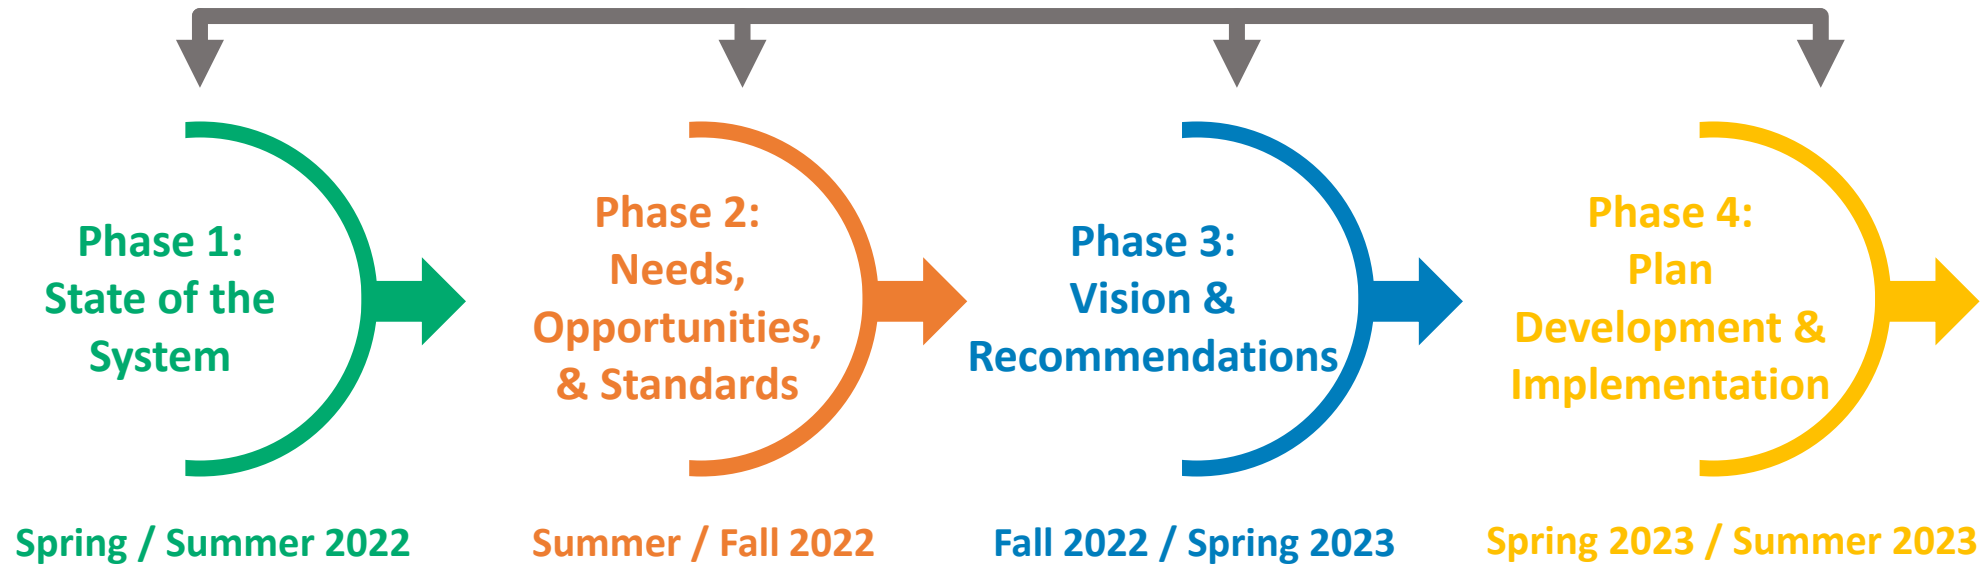 Phase 1:
State of the
System
Spring / Summer 2022
Phase 2:
Needs,
Opportunities,
& Standards
Summer / Fall 2022
Phase 3:
Vision &
Recommendations
Fall 2022 / Spring 2023
Phase 4:
Plan
Development &
Implementation
Spring 2023 / Summer 2023